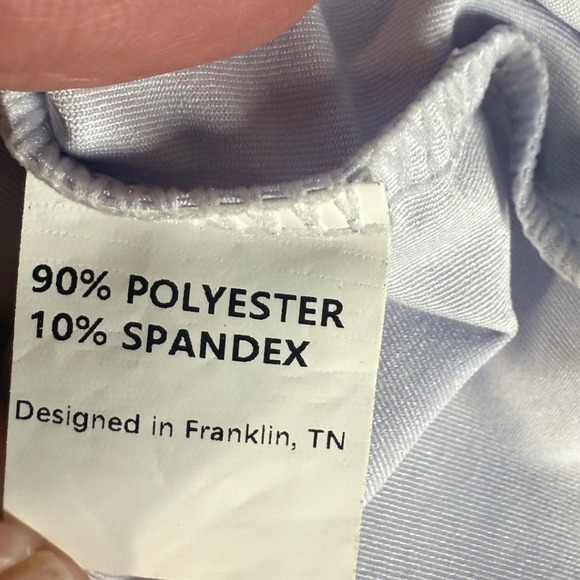 90% POLYESTER
10% SPANDEX
Designed in Franklin, TN